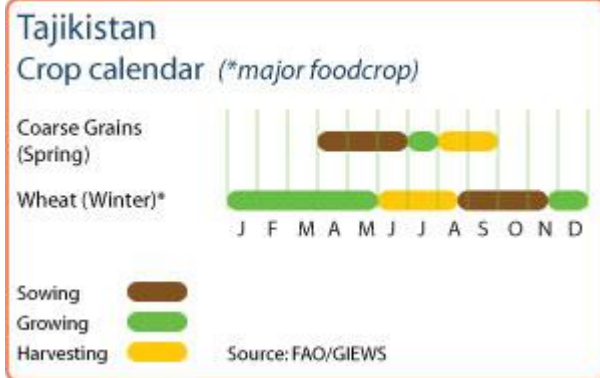 Tajikistan
Crop calendar (*major foodcrop)
Coarse Grains
(Spring)
Wheat (Winter)*
J F M A M J J A S O N D
Sowing
Growing
Harvesting
Source: FAO/GIEWS